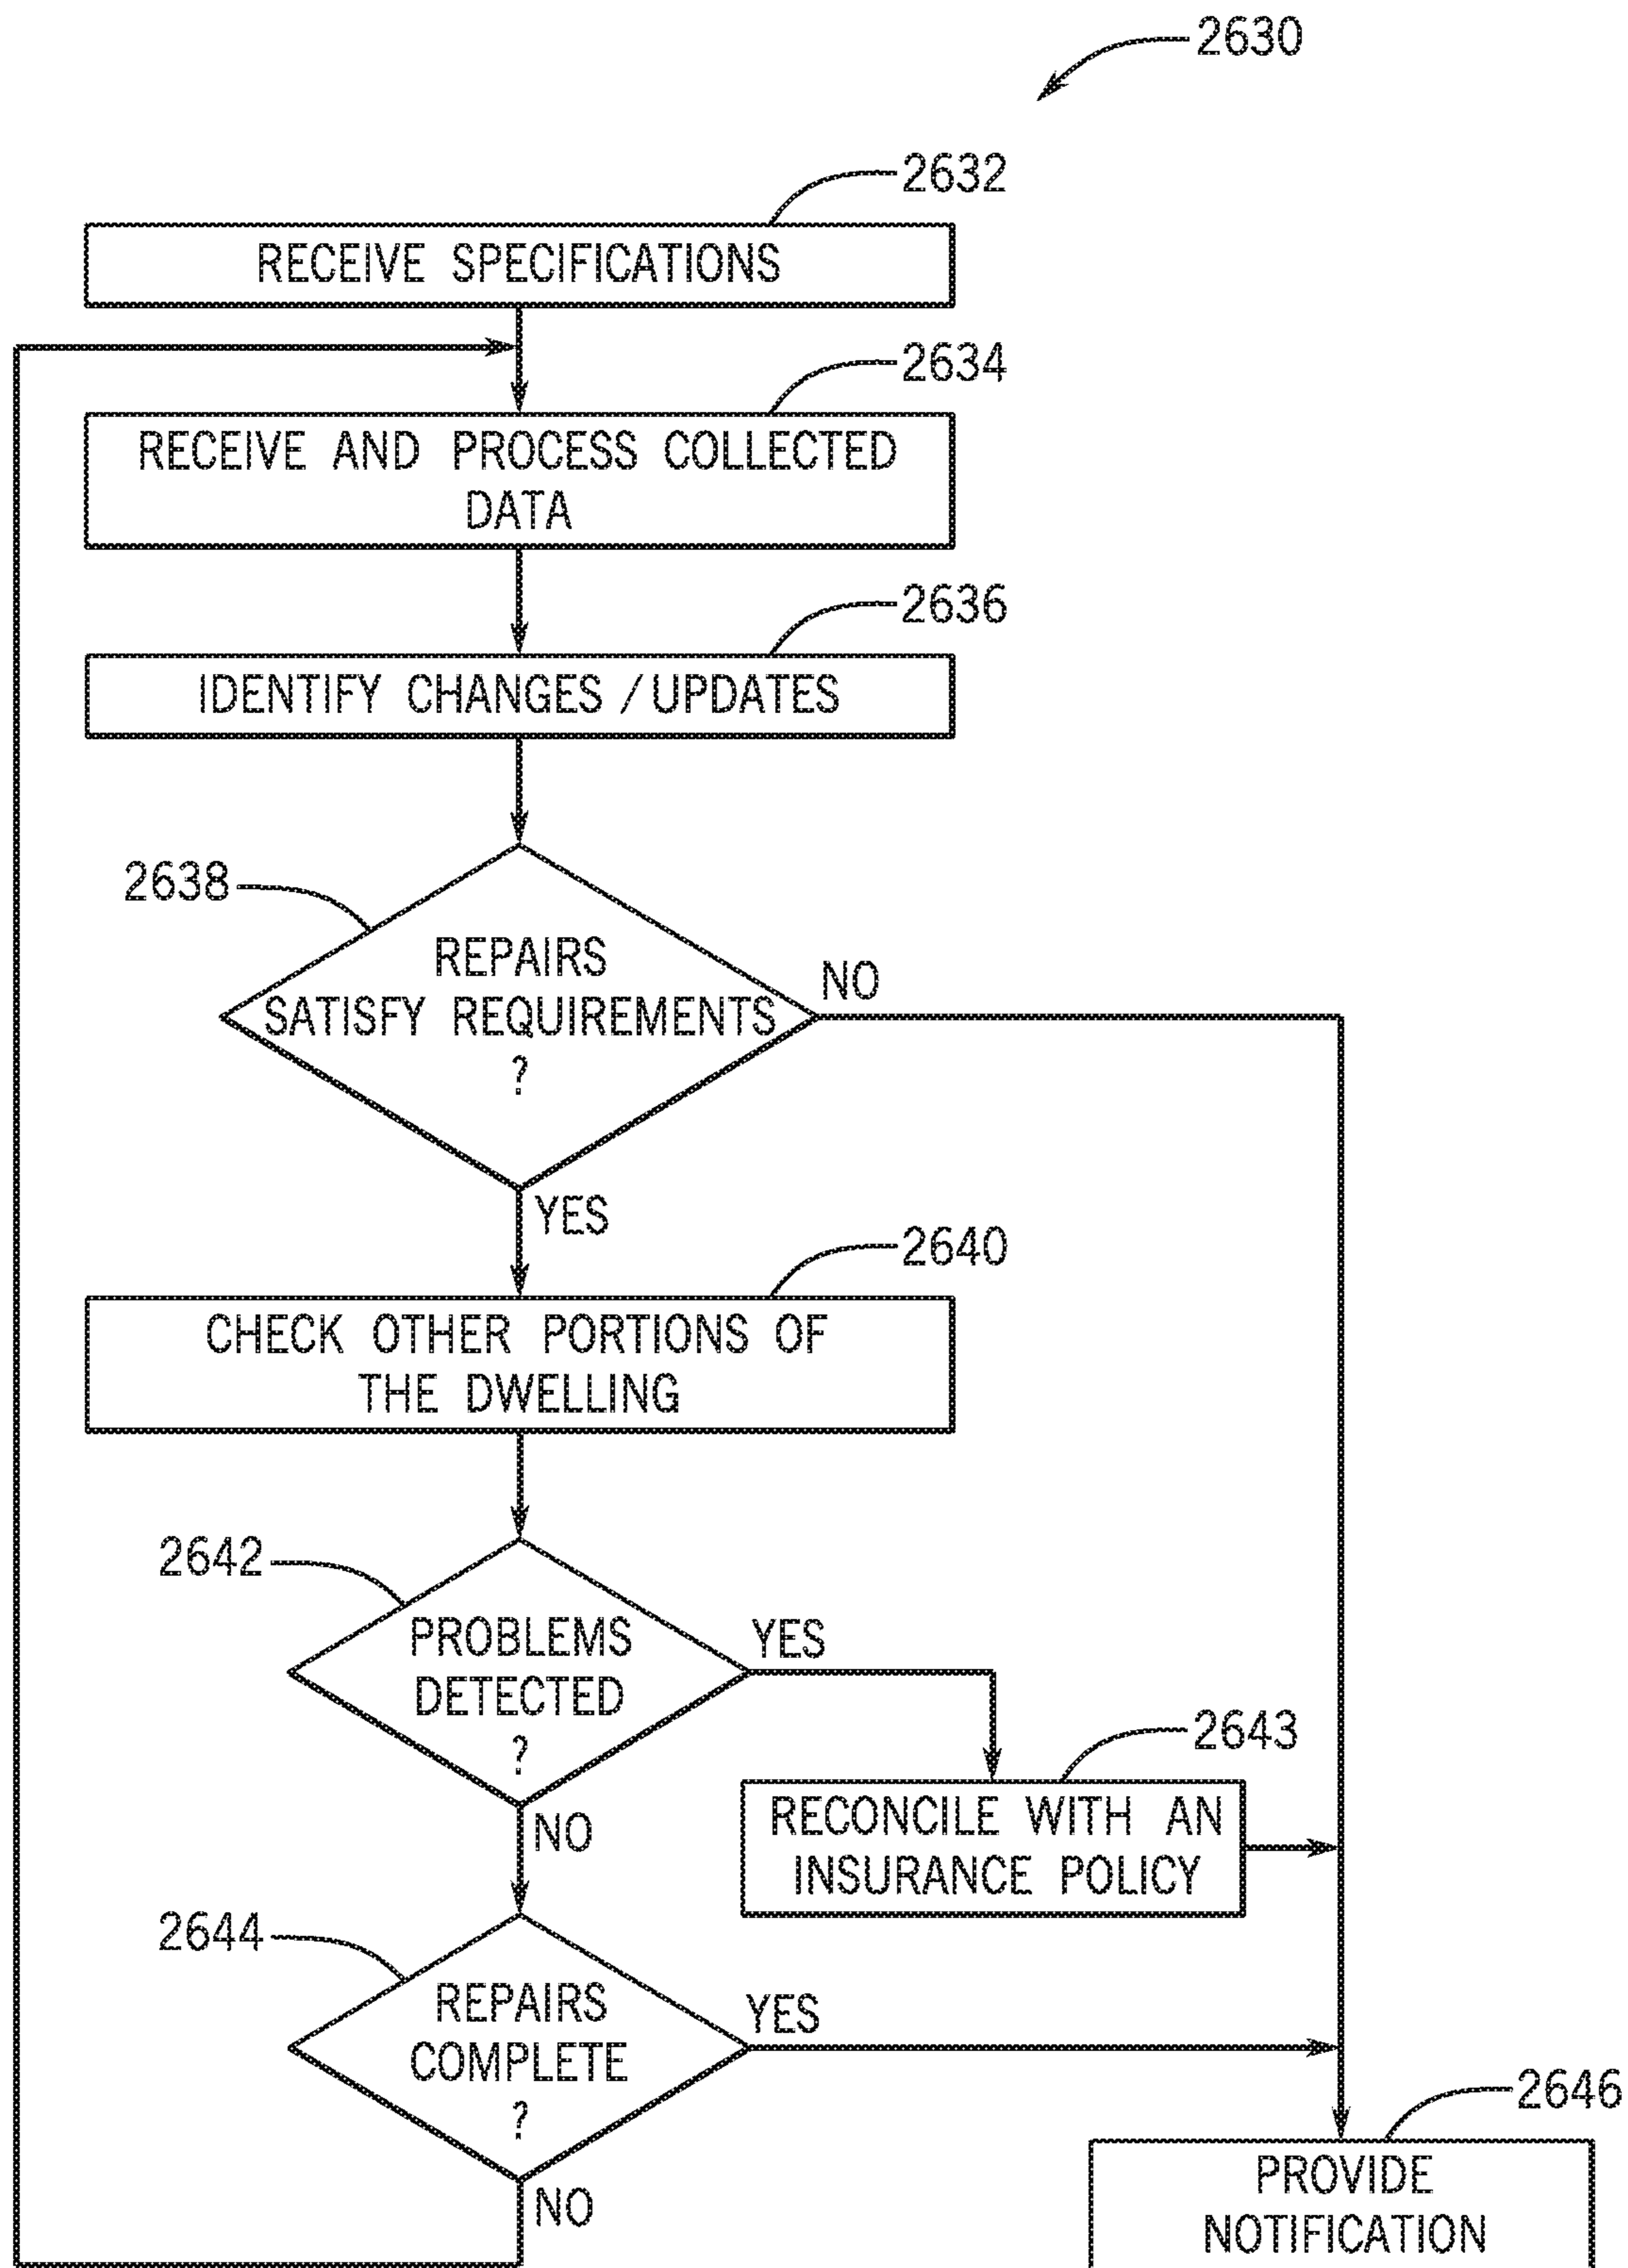 2630
2632
RECEIVE SPECIFICATIONS
2634
RECEIVE AND PROCESS COLLECTED
DATA
2636
IDENTIFY CHANGES / UPDATES
2638
REPAIRS
SATISFY REQUIREMENTS
?
NO
YES
2640
CHECK OTHER PORTIONS OF
THE DWELLING
2642
PROBLEMS
DETECTED
?
YES
2643
RECONCILE WITH AN
INSURANCE POLICY
NO
2644
REPAIRS
COMPLETE
?
YES
2646
PROVIDE
NOTIFICATION
NO